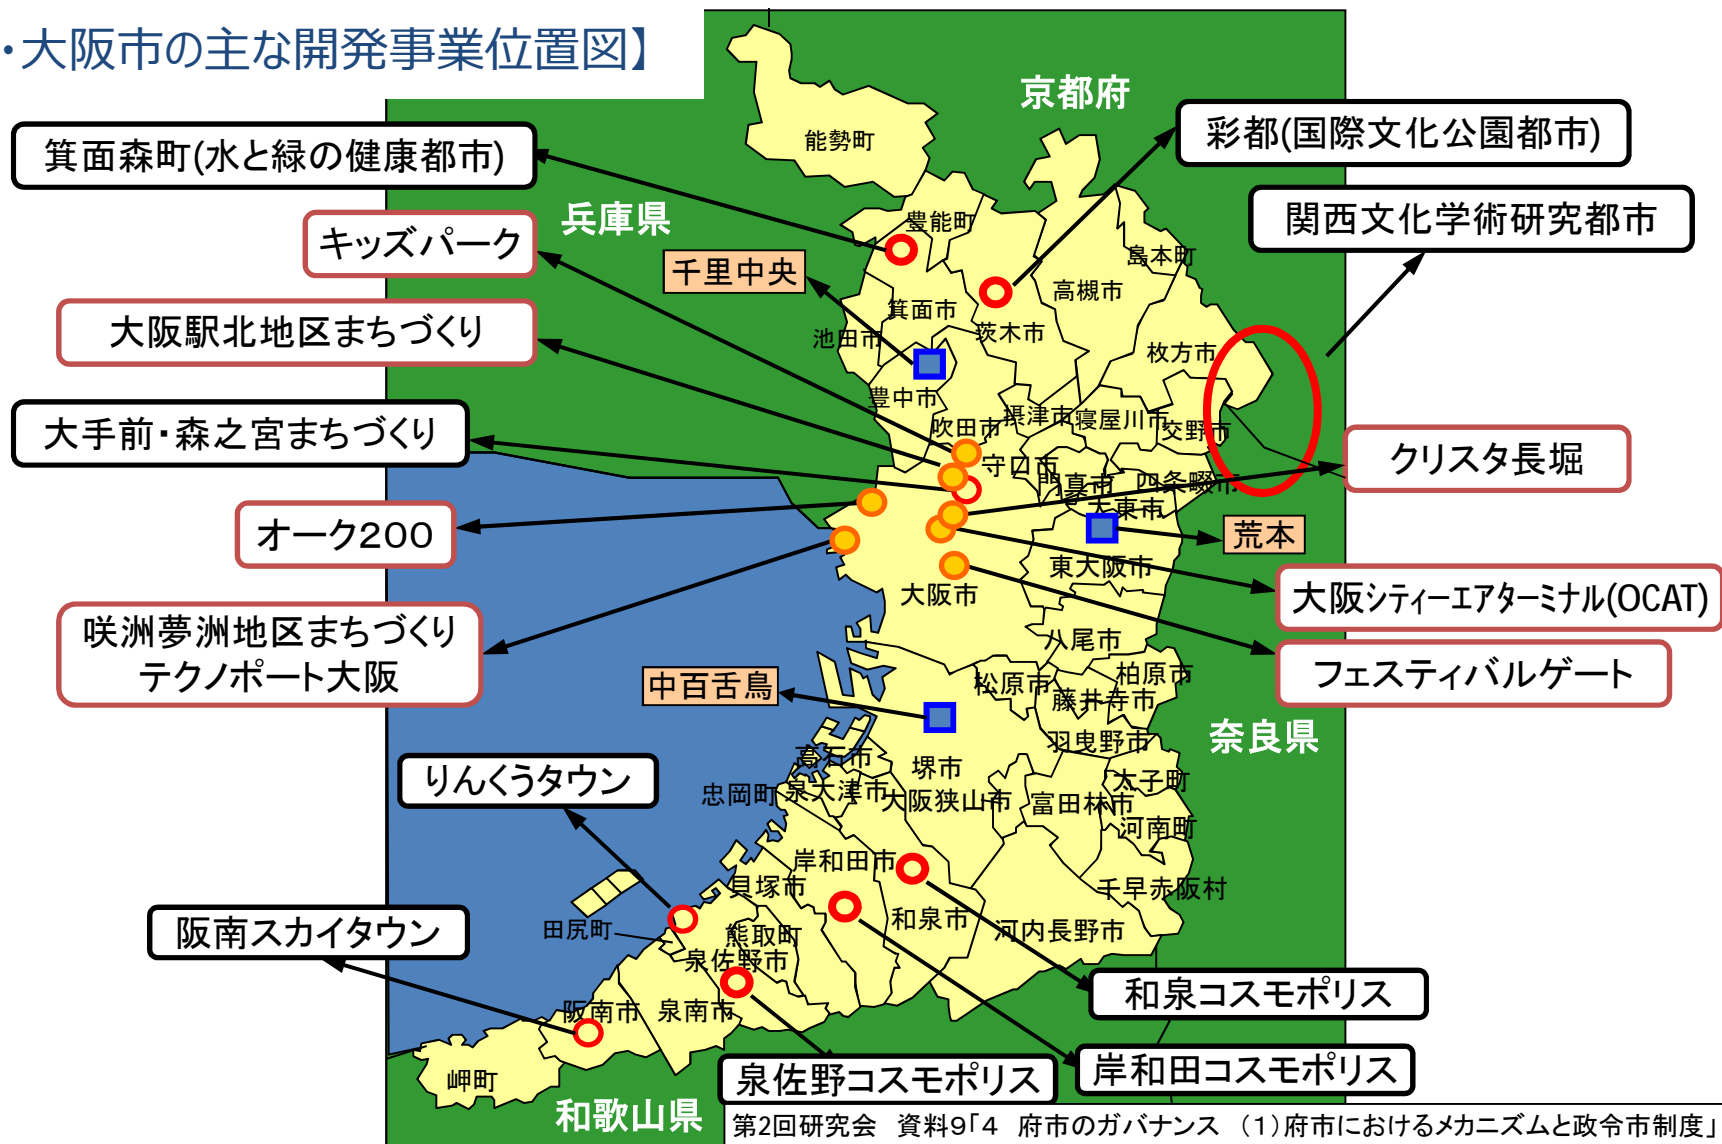 ・大阪市の主な開発事業位置図】
京都府
兵庫県
奈良県
和歌山県
箕面森町(水と緑の健康都市)
キッズパーク
大阪駅北地区まちづくり
大手前・森之宮まちづくり
オーク200
咲洲夢洲地区まちづくり
テクノポート大阪
りんくうタウン
阪南スカイタウン
彩都(国際文化公園都市)
関西文化学術研究都市
クリスタ長堀
大阪シティーエアターミナル(OCAT)
フェスティバルゲート
和泉コスモポリス
岸和田コスモポリス
泉佐野コスモポリス
千里中央
荒本
中百舌鳥
能勢町
豊能町
島本町
高槻市
箕面市
茨木市
池田市
枚方市
豊中市
摂津市
寝屋川市
吹田市
交野市
守口市
門真市
四条畷市
大東市
東大阪市
大阪市
八尾市
柏原市
松原市
藤井寺市
羽曳野市
高石市
堺市
太子町
忠岡町
泉大津市
大阪狭山市
富田林市
河南町
岸和田市
貝塚市
千早赤阪村
和泉市
河内長野市
田尻町
熊取町
泉佐野市
阪南市
泉南市
岬町
第2回研究会 資料9「4 府市のガバナンス (1)府市におけるメカニズムと政令市制度」